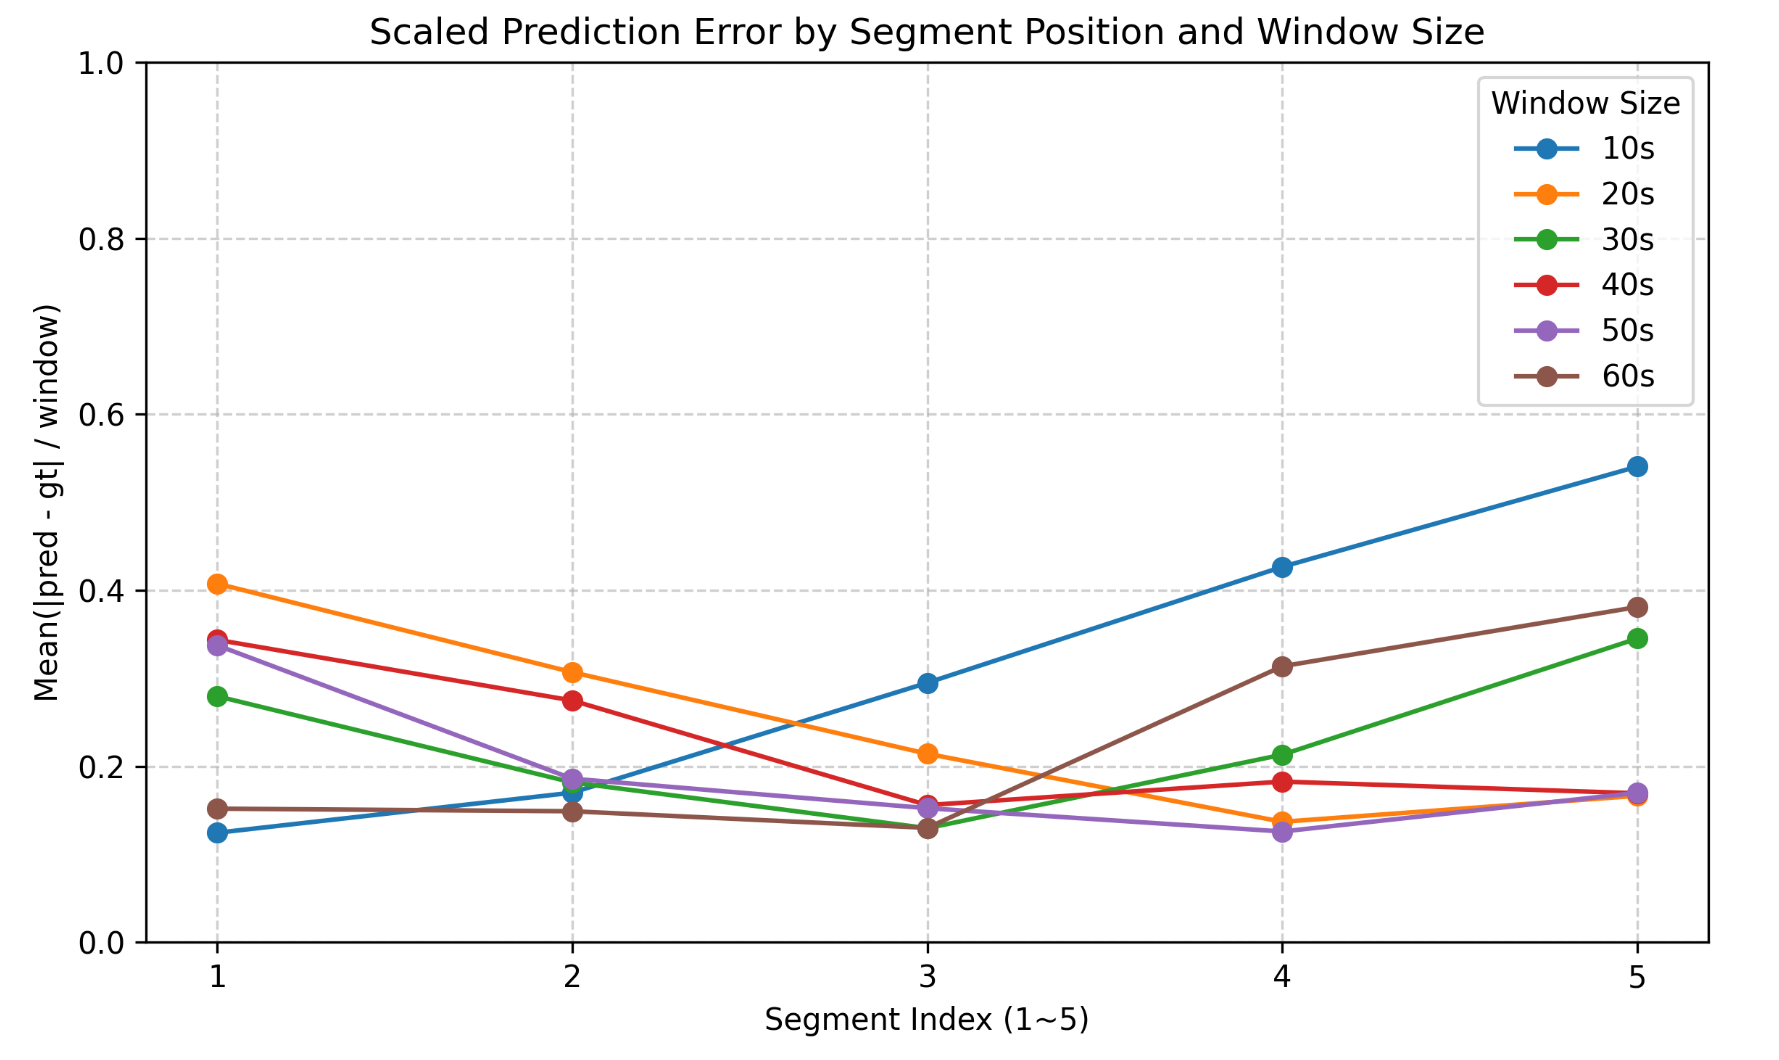 Scaled Prediction Error by Segment Position and Window Size
Mean(|pred - gt| / window)
1.0
0.8
0.6
0.4
0.2
0.0
Window Size
10s
20s
30s
40s
50s
60s
1 2 3 4 5
Segment Index (1~5)